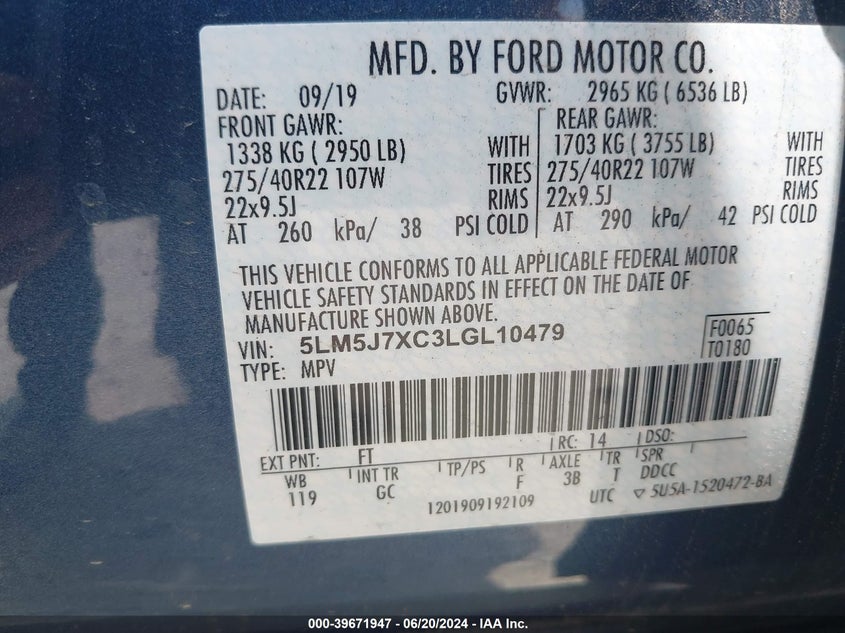 MFD. BY FORD MOTOR CO.
DATE: 09/19 GVWR: 2965 KG ( 6536 LB)
FRONT GAWR: REAR GAWR:
1338 KG ( 2950 LB) WITH 1703 KG ( 3755 LB) WITH
275/40R22 107W TIRES 275/40R22 107W TIRES
22x9.5J RIMS 22x9.5J RIMS
AT 260 kPa/ 38 PSI COLD AT 290 kPa/ 42 PSI COLD
THIS VEHICLE CONFORMS TO ALL APPLICABLE FEDERAL MOTOR
VEHICLE SAFETY STANDARDS IN EFFECT ON THE DATE OF
MANUFACTURE SHOWN ABOVE.
VIN: 5LM5J7XC3LGL10479 F0065
TYPE: MPV T0180
EXT PNT: FT RC: 14 DSO:
WB INT TR TP/PS R AXLE TR SPR
119 GC F 3B T DDCC
1201909192109 UTC ▽ 5U5A-1520472-BA
000-39671947 / 06/20/2024 - IAA Inc.